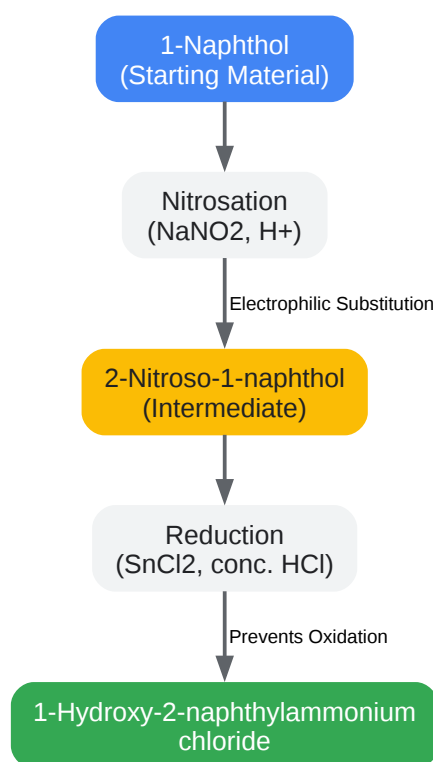 1-Naphthol
(Starting Material)
Nitrosation
(NaNO2, H+)
Electrophilic Substitution
2-Nitroso-1-naphthol
(Intermediate)
Reduction
(SnCl2, conc. HCl)
Prevents Oxidation
1-Hydroxy-2-naphthylammonium
chloride